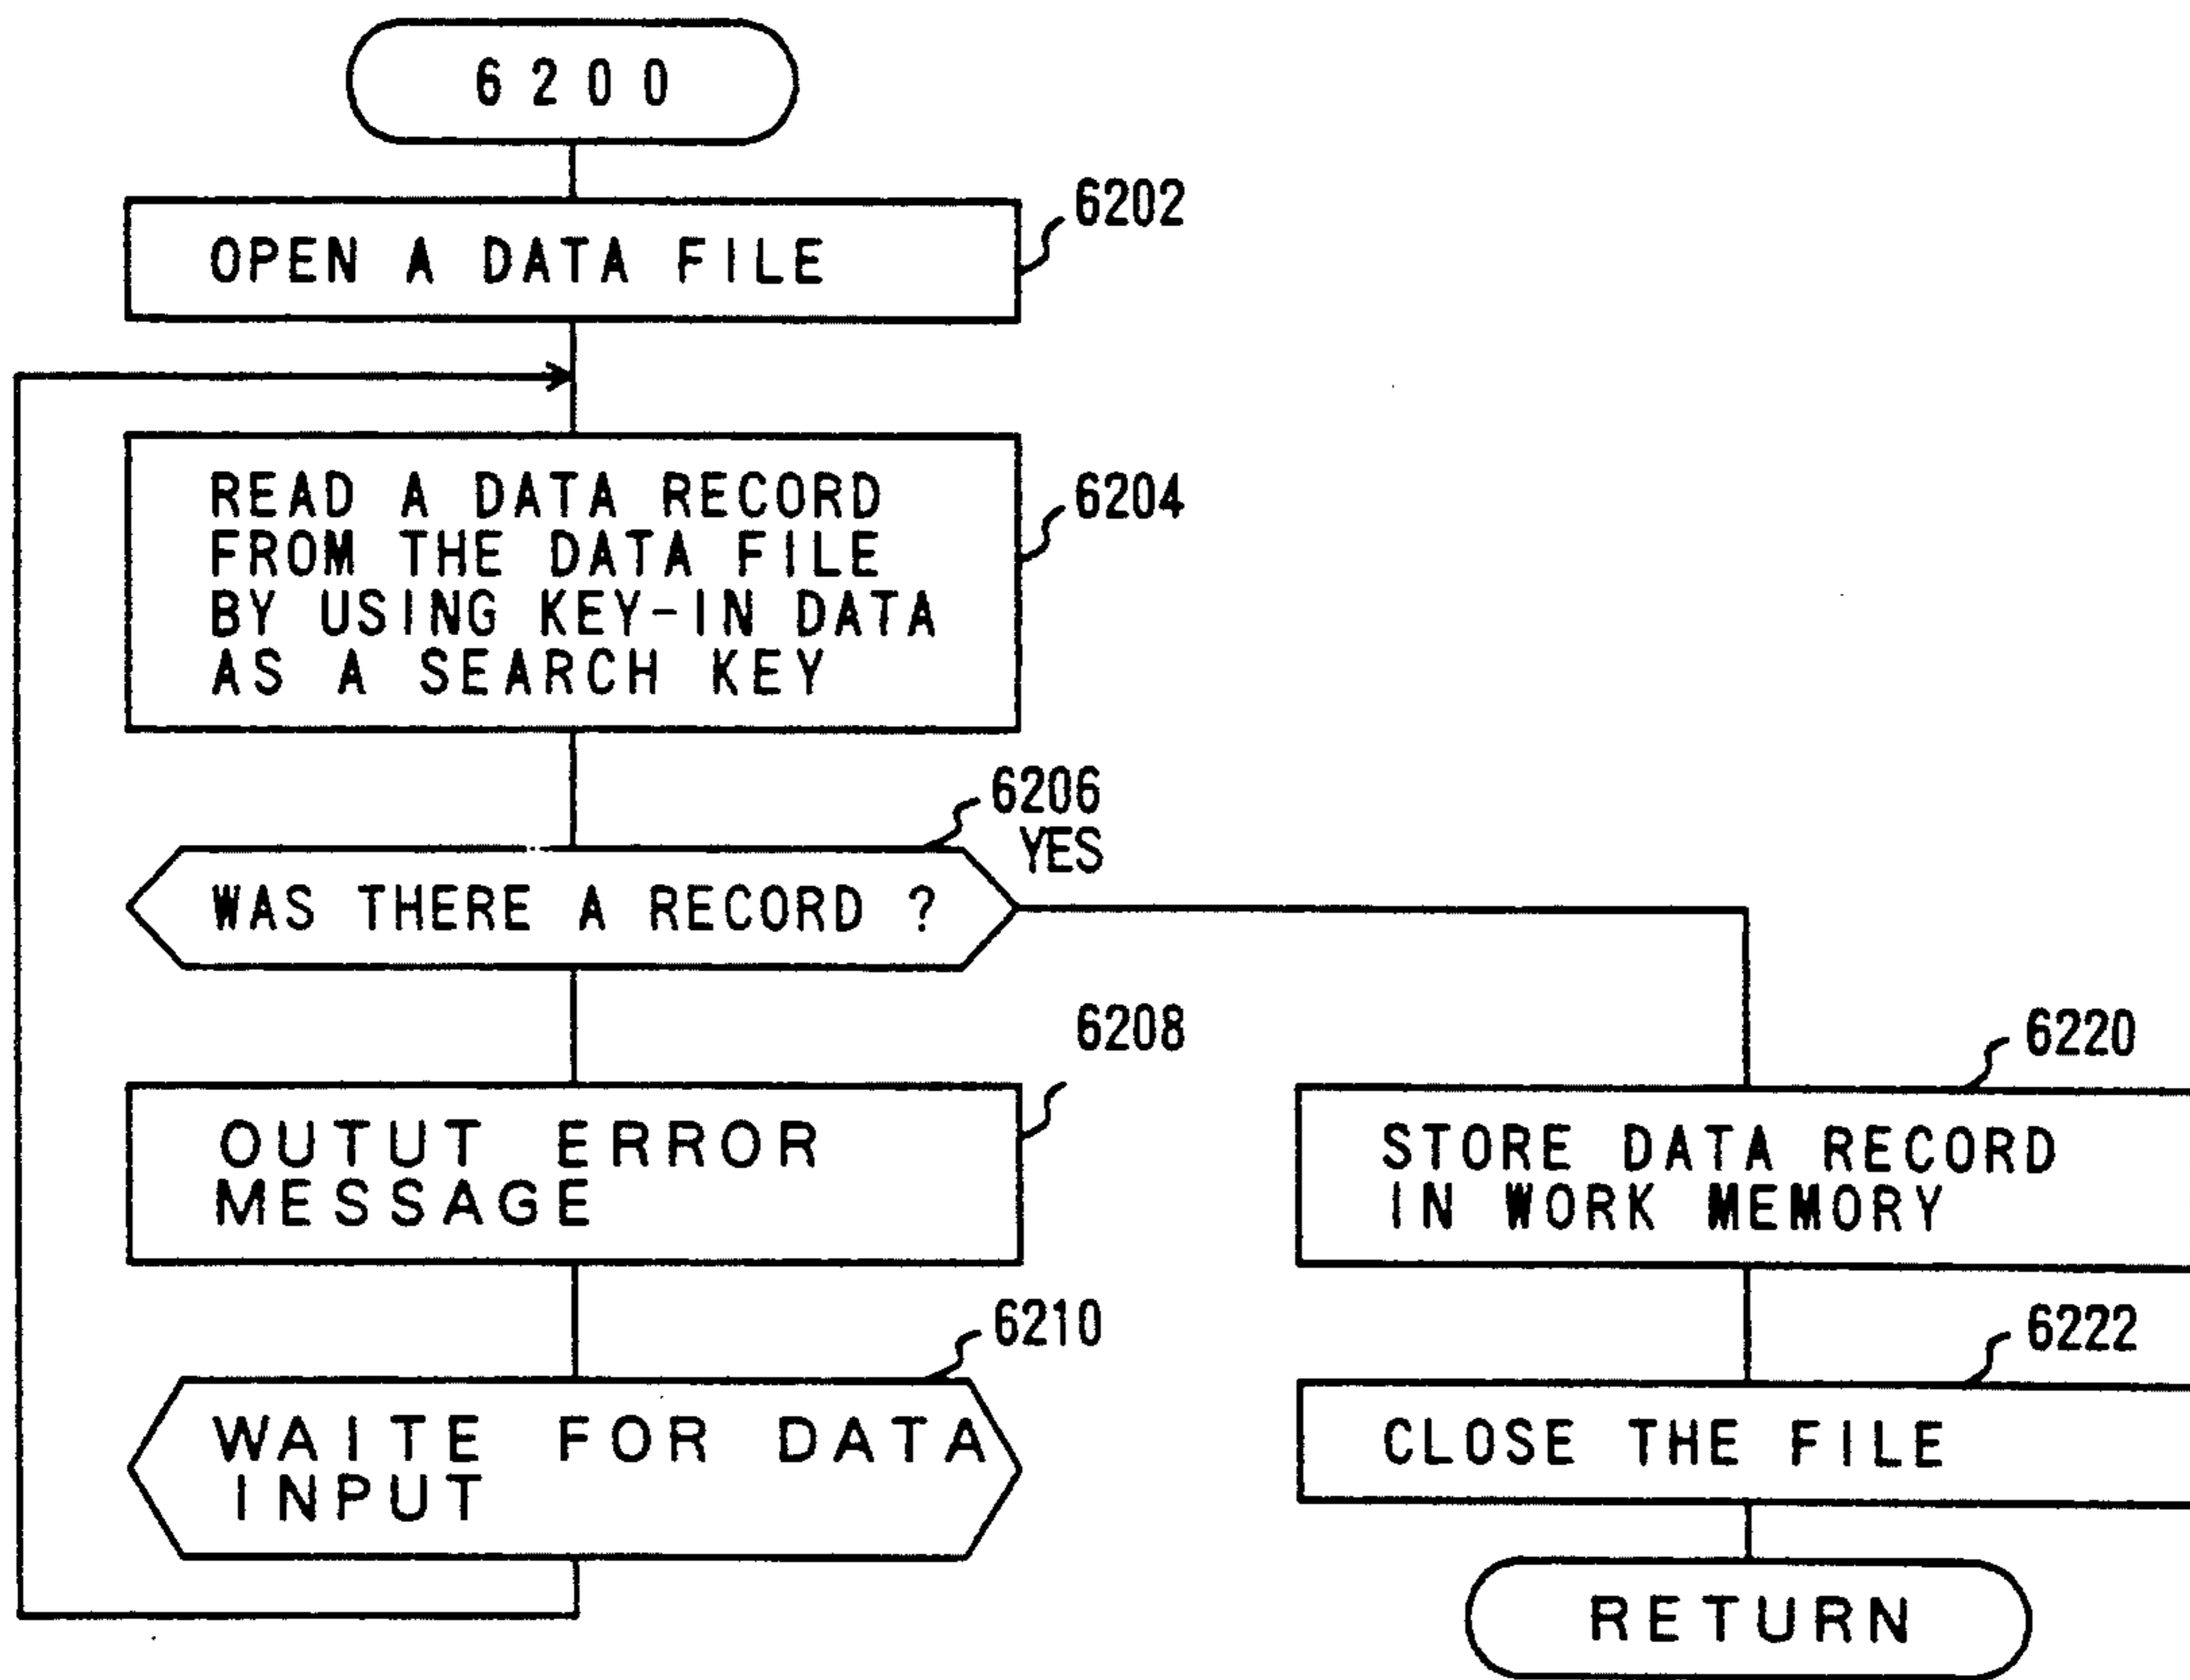 6200
6202
OPEN A DATA FILE
6204
READ A DATA RECORD
FROM THE DATA FILE
BY USING KEY-IN DATA
AS A SEARCH KEY
6206
YES
WAS THERE A RECORD ?
6208
OUTUT ERROR
MESSAGE
6210
WAITE FOR DATA
INPUT
6220
STORE DATA RECORD
IN WORK MEMORY
6222
CLOSE THE FILE
RETURN